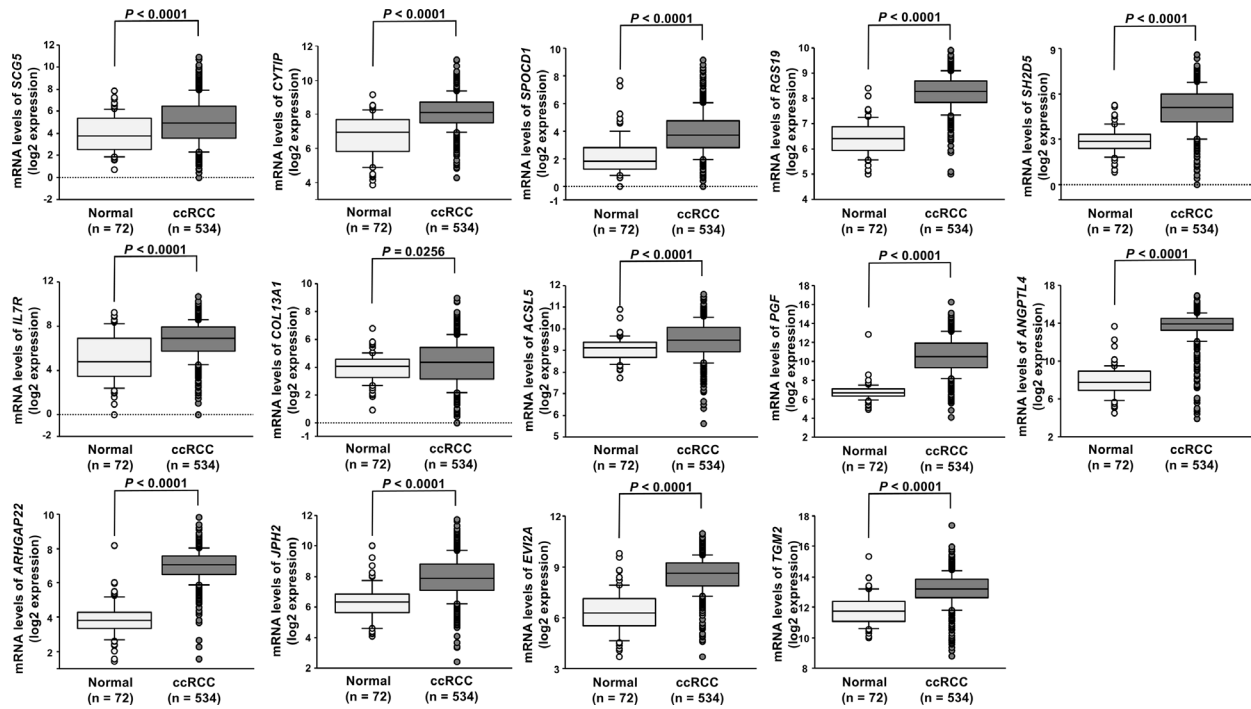 P < 0.0001
mRNA levels of SCG5
(log2 expression)
12
10
8
6
4
2
0
-2
Normal
(n = 72)
ccRCC
(n = 534)
P < 0.0001
mRNA levels of CYTIP
(log2 expression)
12
10
8
6
4
Normal
(n = 72)
ccRCC
(n = 534)
P < 0.0001
mRNA levels of SPOCD1
(log2 expression)
10
8
6
4
2
0
-1
Normal
(n = 72)
ccRCC
(n = 534)
P < 0.0001
mRNA levels of RGS19
(log2 expression)
10
9
8
7
6
5
4
Normal
(n = 72)
ccRCC
(n = 534)
P < 0.0001
mRNA levels of SH2D5
(log2 expression)
9
6
3
0
Normal
(n = 72)
ccRCC
(n = 534)
P < 0.0001
mRNA levels of IL7R
(log2 expression)
12
8
4
0
-2
Normal
(n = 72)
ccRCC
(n = 534)
P = 0.0256
mRNA levels of COL13A1
(log2 expression)
10
8
6
4
2
0
-1
Normal
(n = 72)
ccRCC
(n = 534)
P < 0.0001
mRNA levels of ACSL5
(log2 expression)
12
11
10
9
8
7
6
5
Normal
(n = 72)
ccRCC
(n = 534)
P < 0.0001
mRNA levels of PGF
(log2 expression)
18
16
14
12
10
8
6
4
2
Normal
(n = 72)
ccRCC
(n = 534)
P < 0.0001
mRNA levels of ANGPTL4
(log2 expression)
18
14
10
6
2
Normal
(n = 72)
ccRCC
(n = 534)
P < 0.0001
mRNA levels of ARHGAP22
(log2 expression)
10
8
6
4
2
Normal
(n = 72)
ccRCC
(n = 534)
P < 0.0001
mRNA levels of JPH2
(log2 expression)
12
10
8
6
4
2
Normal
(n = 72)
ccRCC
(n = 534)
P < 0.0001
mRNA levels of EVI2A
(log2 expression)
12
9
6
3
Normal
(n = 72)
ccRCC
(n = 534)
P < 0.0001
mRNA levels of TGM2
(log2 expression)
18
16
14
12
10
8
Normal
(n = 72)
ccRCC
(n = 534)